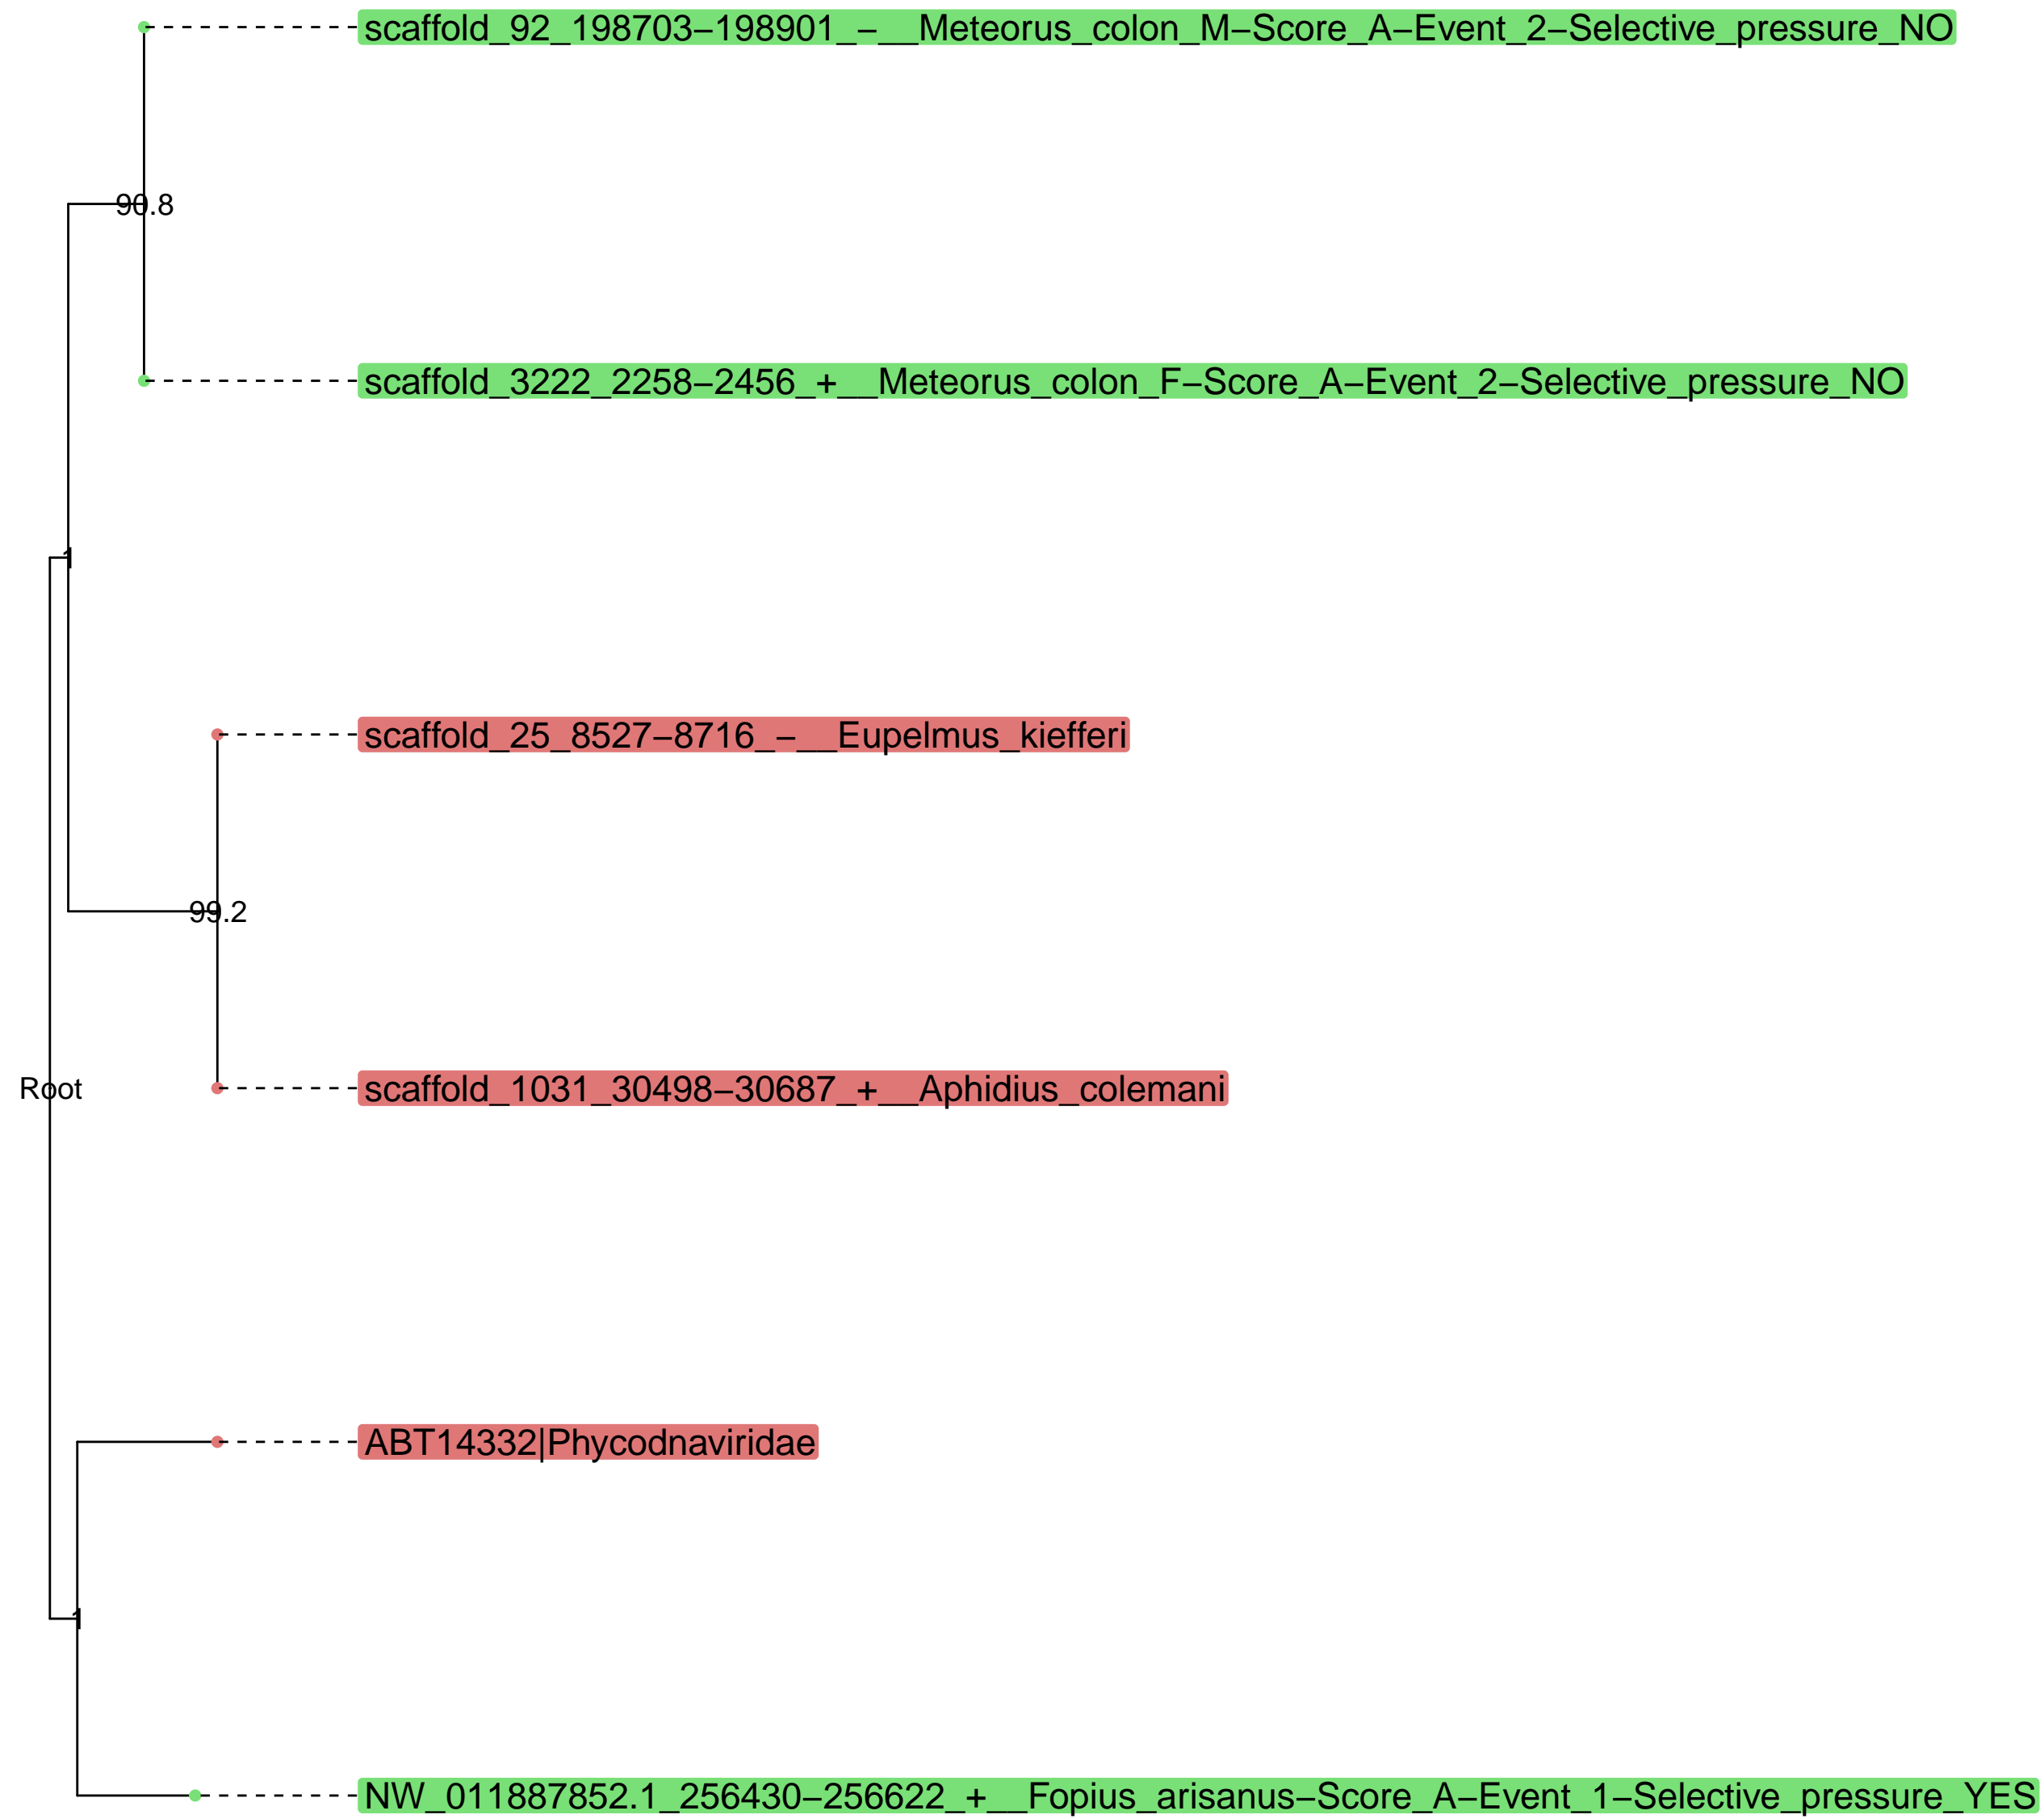 scaffold_92_198703−198901_−__Meteorus_colon_M−Score_A−Event_2−Selective_pressure_NO
90.8
scaffold_3222_2258−2456_+__Meteorus_colon_F−Score_A−Event_2−Selective_pressure_NO
1
scaffold_25_8527−8716_−__Eupelmus_kiefferi
99.2
Root
scaffold_1031_30498−30687_+__Aphidius_colemani
ABT14332|Phycodnaviridae
1
NW_011887852.1_256430−256622_+__Fopius_arisanus−Score_A−Event_1−Selective_pressure_YES